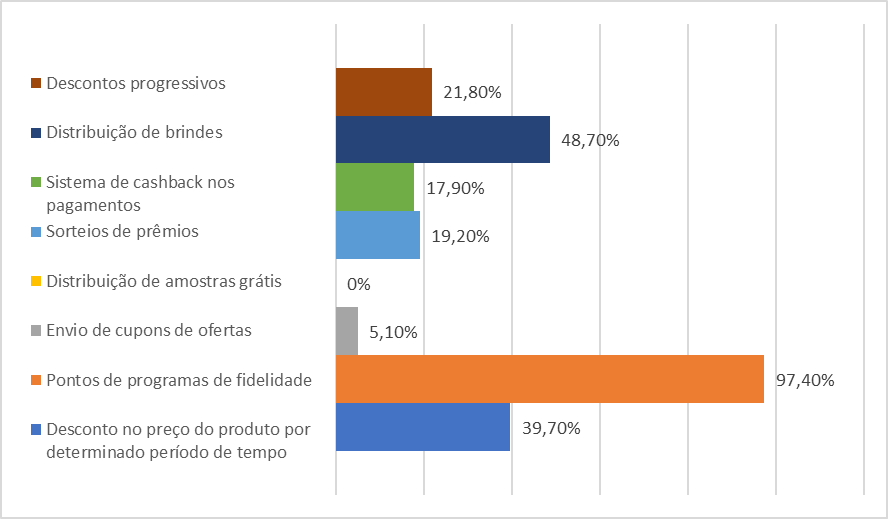 Descontos progressivos
21,80%
Distribuição de brindes
48,70%
Sistema de cashback nos
pagamentos
17,90%
Sorteios de prêmios
19,20%
Distribuição de amostras grátis
0%
Envio de cupons de ofertas
5,10%
Pontos de programas de fidelidade
97,40%
Desconto no preço do produto por
determinado período de tempo
39,70%